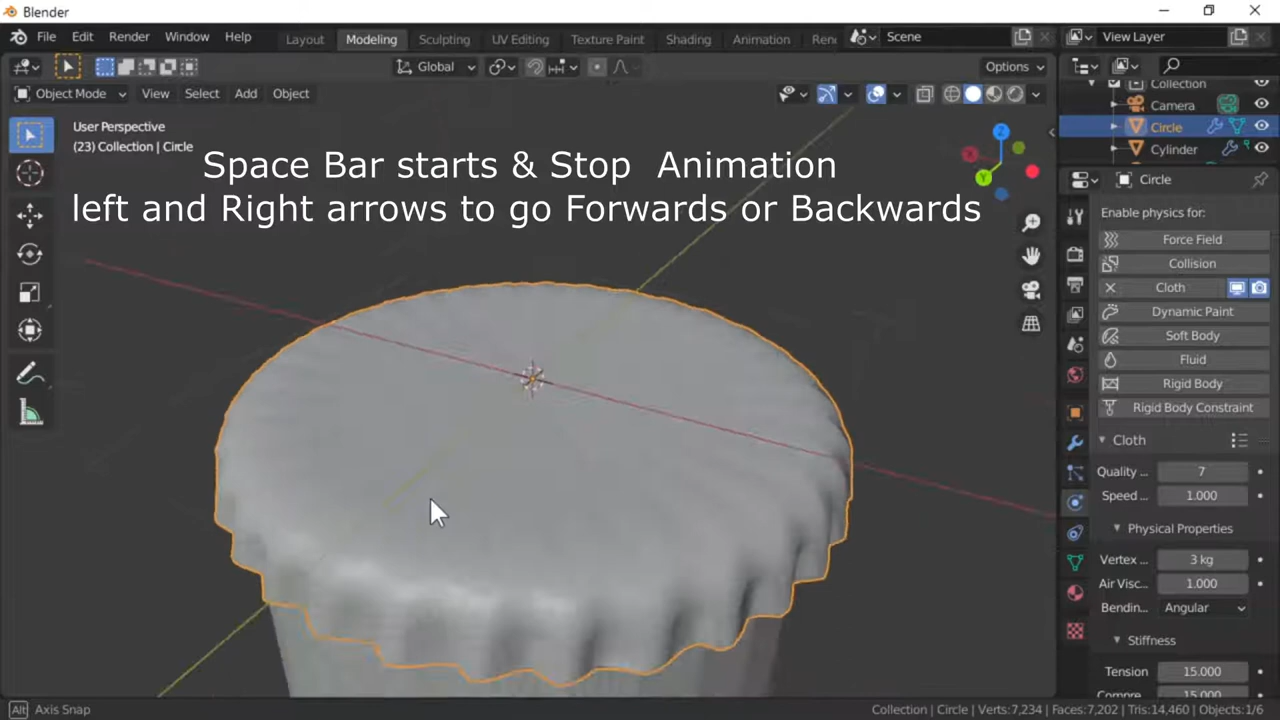 Blender
File Edit Render Window Help Layout Modeling Sculpting UV Editing Texture Paint Shading Animation Ren Scene View Layer
Global Options
Object Mode View Select Add Object
Collection
Camera
Circle
Cylinder
User Perspective
(23) Collection | Circle
Space Bar starts & Stop Animation
left and Right arrows to go Forwards or Backwards
Z
Y
Circle
Enable physics for:
Force Field
Collision
Cloth
Dynamic Paint
Soft Body
Fluid
Rigid Body
Rigid Body Constraint
Cloth
Quality ... 7
Speed ... 1.000
Physical Properties
Vertex ... 3 kg
Air Visc... 1.000
Bendin... Angular
Stiffness
Tension 15.000
Compre... 15.000
Alt Axis Snap
Collection | Circle | Verts:7,234 | Faces:7,202 | Tris:14,460 | Objects:1/6